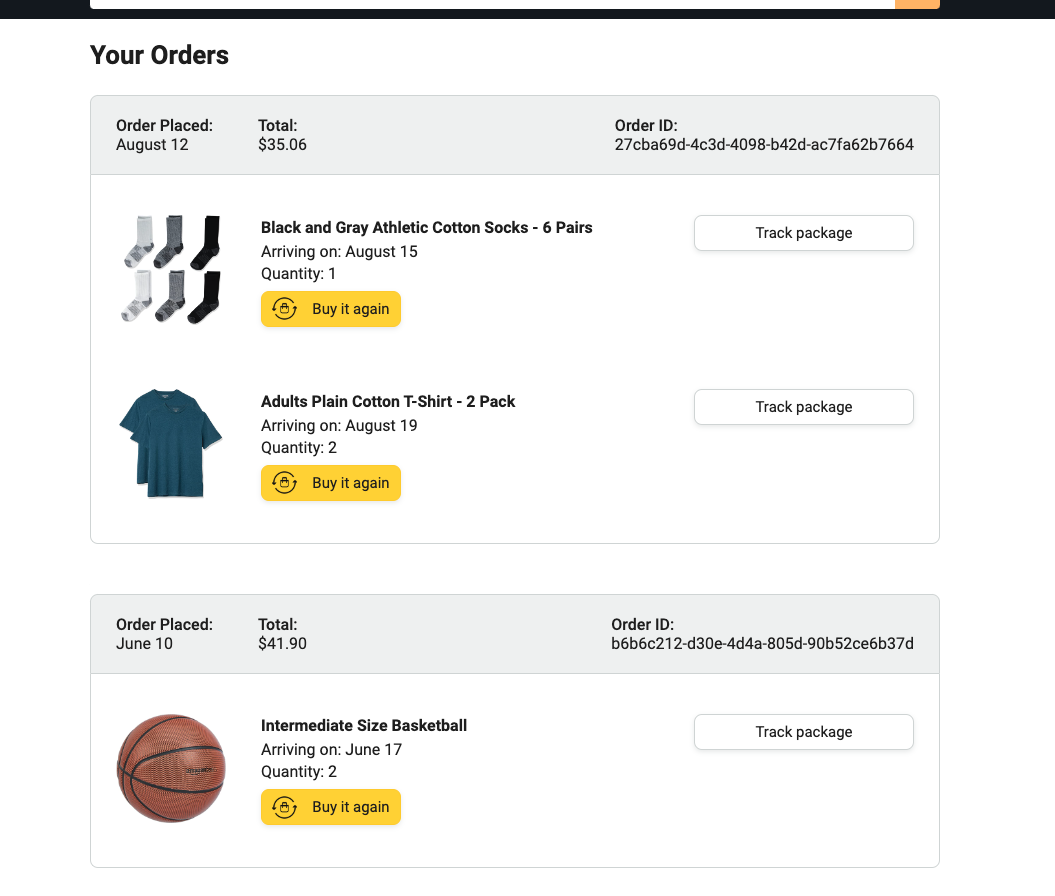 Your Orders
Order Placed:
August 12
Total:
$35.06
Order ID:
27cba69d-4c3d-4098-b42d-ac7fa62b7664
Black and Gray Athletic Cotton Socks - 6 Pairs
Arriving on: August 15
Quantity: 1
Buy it again
Track package
Adults Plain Cotton T-Shirt - 2 Pack
Arriving on: August 19
Quantity: 2
Buy it again
Track package
Order Placed:
June 10
Total:
$41.90
Order ID:
b6b6c212-d30e-4d4a-805d-90b52ce6b37d
Intermediate Size Basketball
Arriving on: June 17
Quantity: 2
Buy it again
Track package